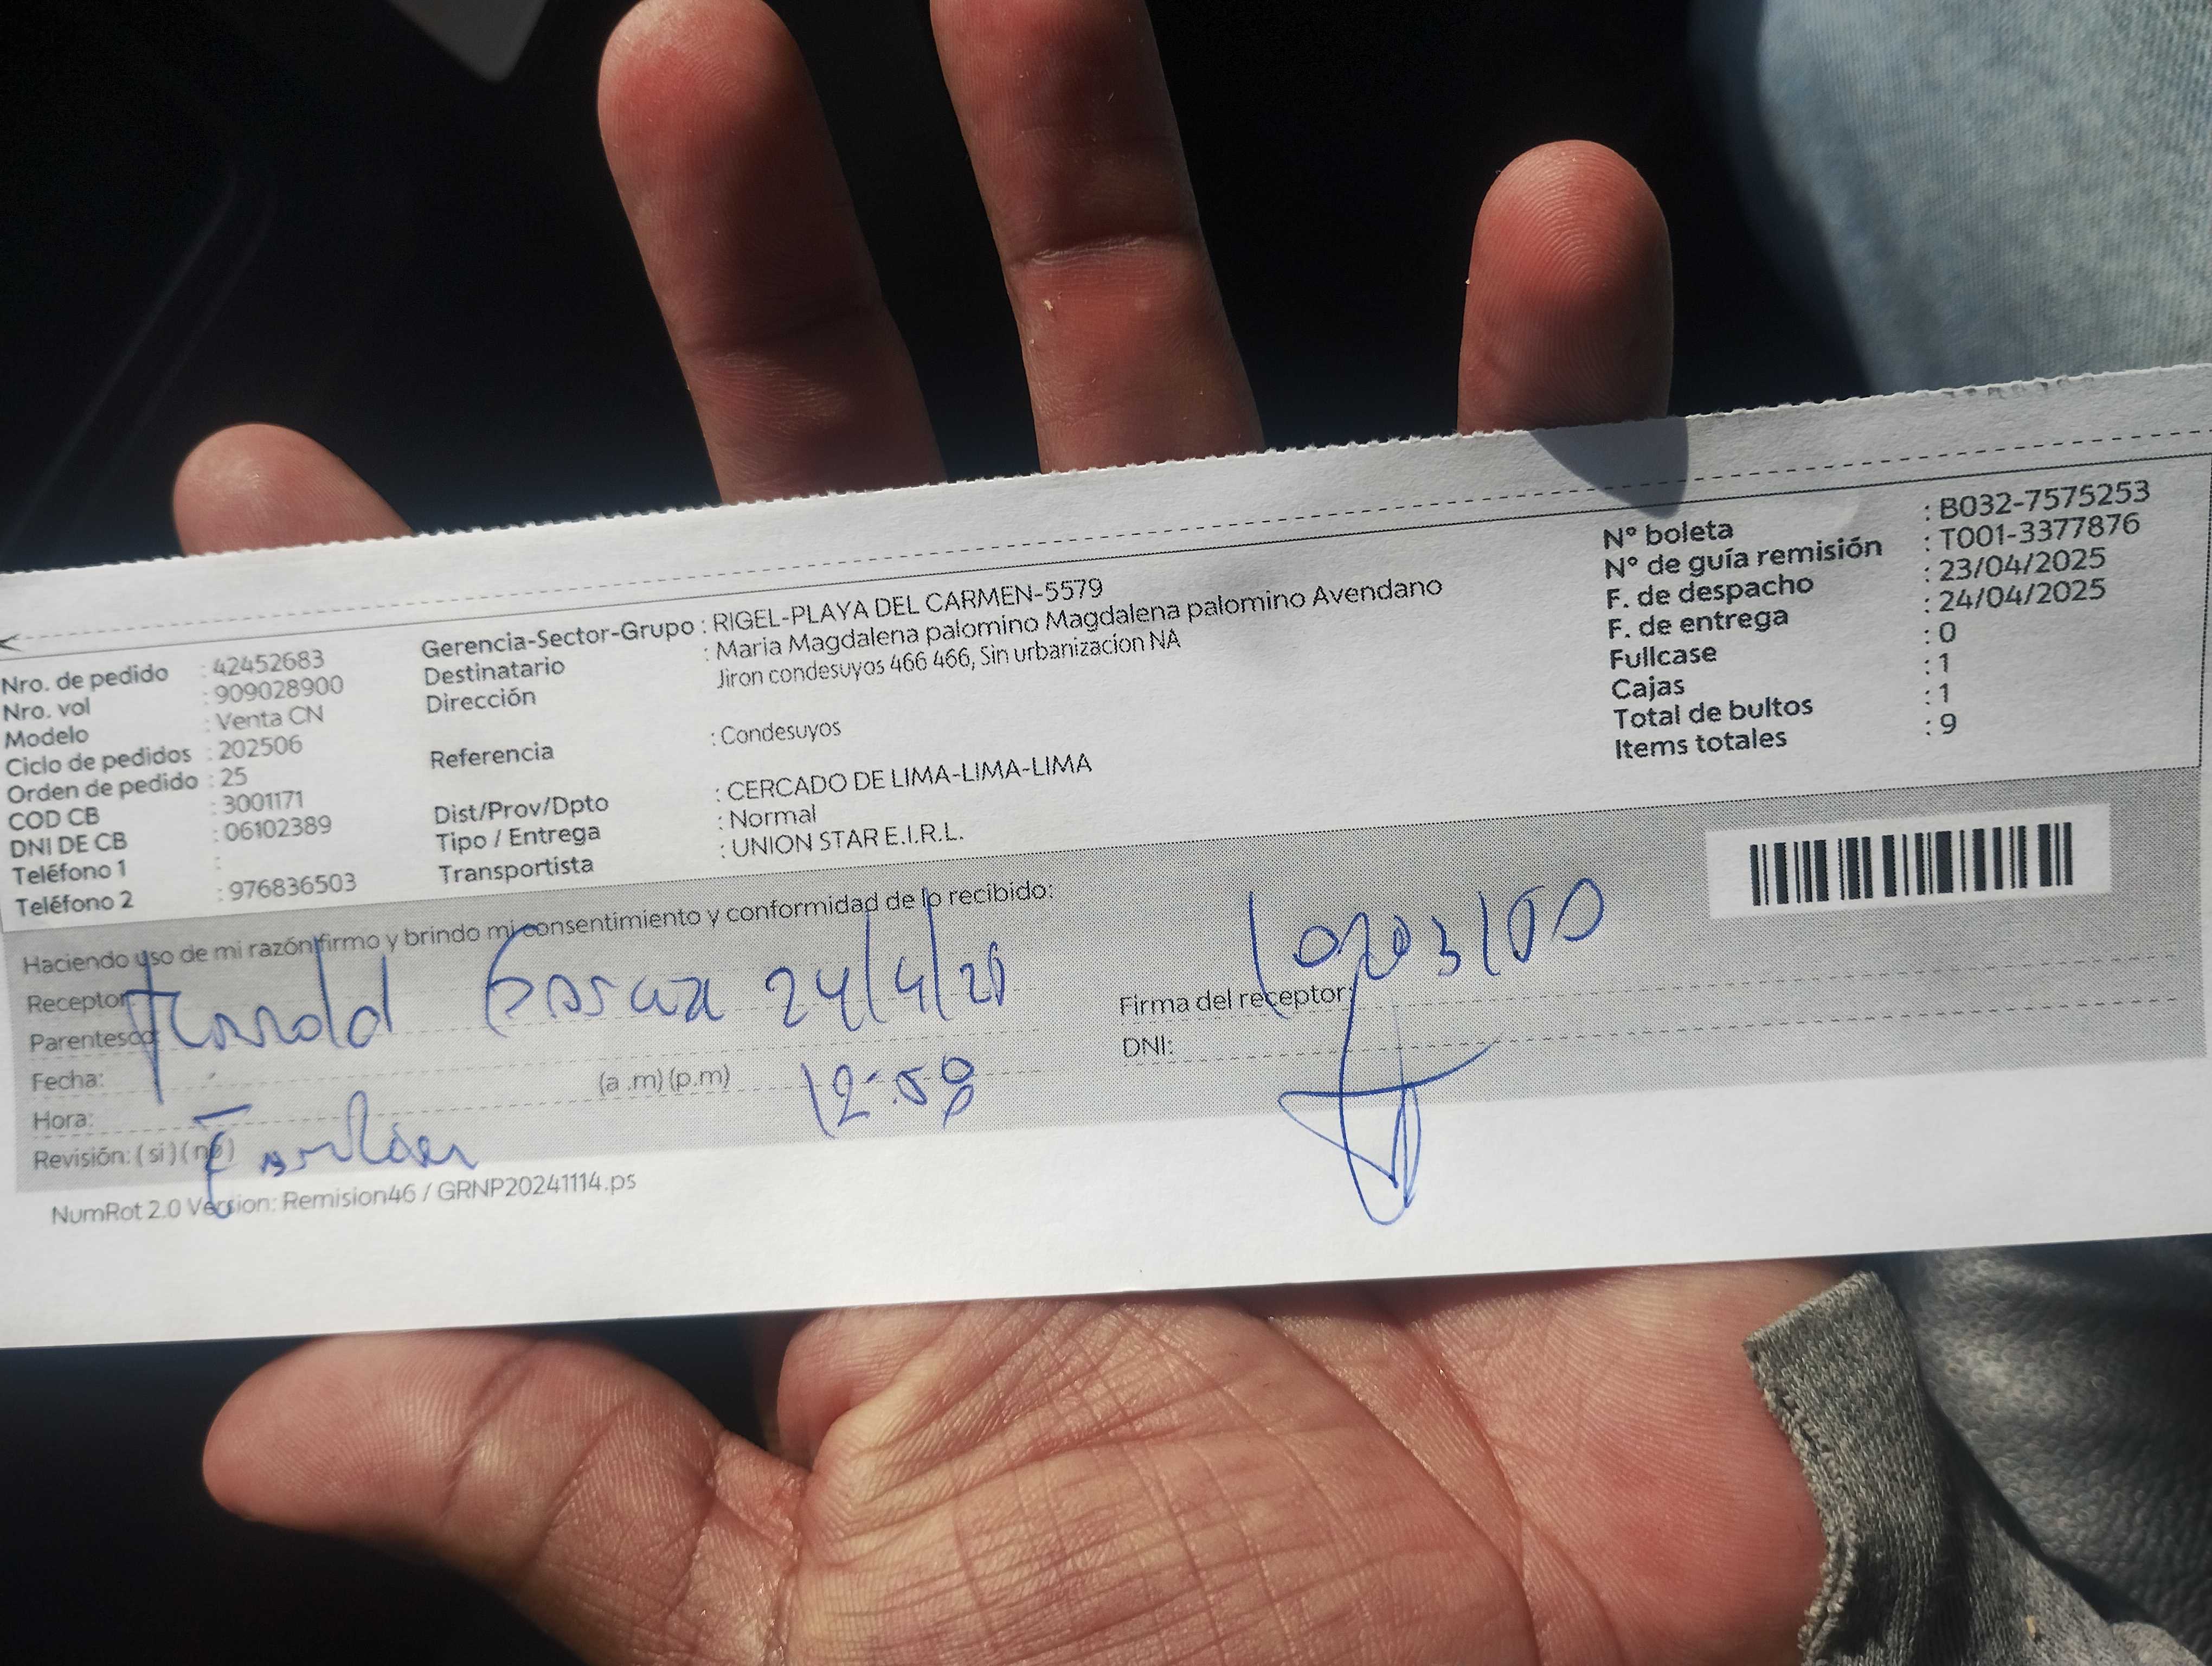 Nro. de pedido : 42452683
Nro. vol : 909028900
Modelo : Venta CN
Ciclo de pedidos : 202506
Orden de pedido : 25
COD CB : 3001171
DNI DE CB : 06102389
Teléfono 1 :
Teléfono 2 : 976836503
Gerencia-Sector-Grupo : RIGEL-PLAYA DEL CARMEN-5579
Destinatario : Maria Magdalena palomino Magdalena palomino Avendano
Dirección Jiron condesuyos 466 466, Sin urbanizacion NA
Referencia : Condesuyos
Dist/Prov/Dpto : CERCADO DE LIMA-LIMA-LIMA
Tipo / Entrega : Normal
Transportista : UNION STAR E.I.R.L.
N° boleta : B032-7575253
N° de guía remisión : T001-3377876
F. de despacho : 23/04/2025
F. de entrega : 24/04/2025
Fullcase : 0
Cajas : 1
Total de bultos : 1
Items totales : 9
Haciendo uso de mi razón firmo y brindo mi consentimiento y conformidad de lo recibido:
Receptor:
Parentesco:
24/4/25
Fecha:
Hora: (a .m) (p.m) 12:58
Revisión: ( si ) ( no )
Familiar
Firma del receptor:
DNI:
NumRot 2.0 Version: Remision46 / GRNP20241114.ps